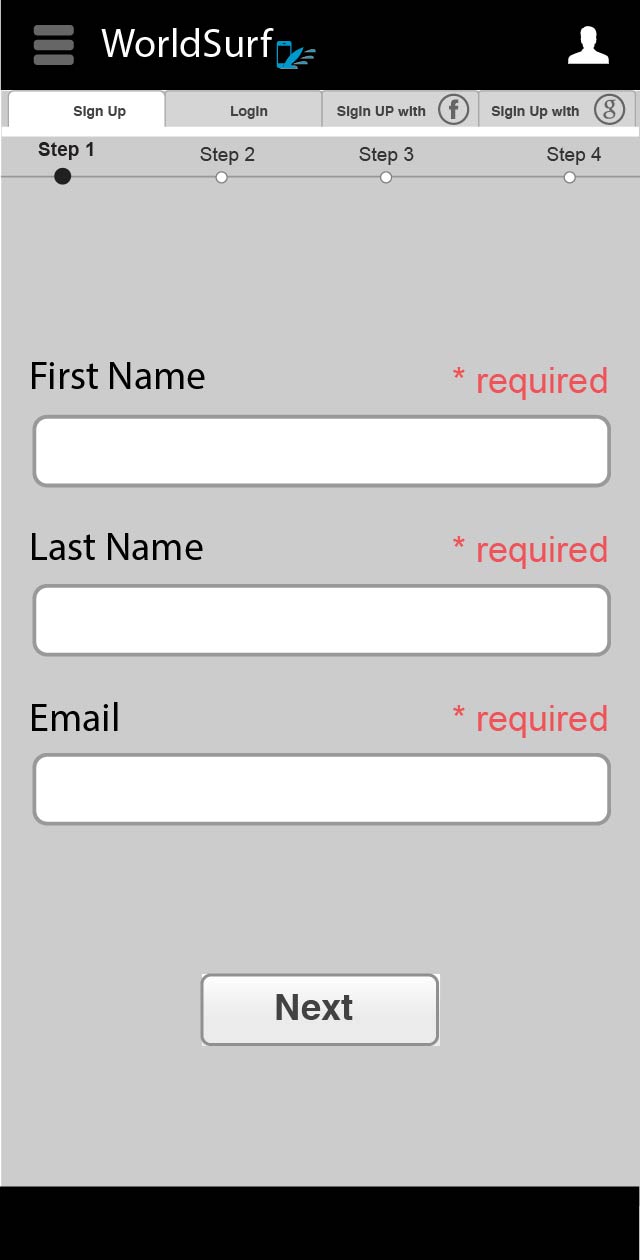 WorldSurf
Sign Up Login Sigin UP with f Sigin Up with g
Step 1 Step 2 Step 3 Step 4
First Name * required
Last Name * required
Email * required
Next